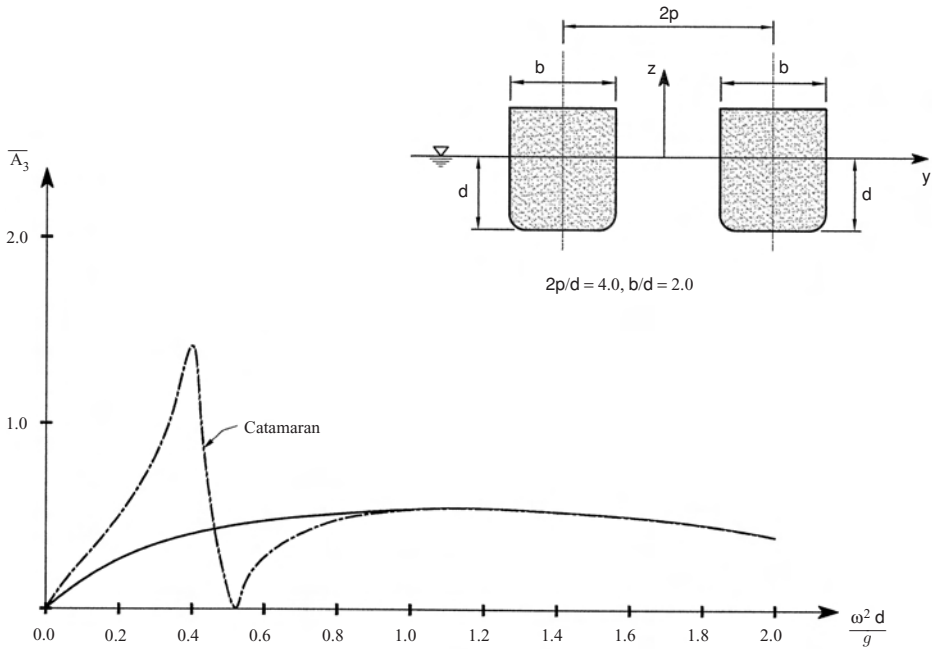 2p
b
z
b
d
d
y
2p/d = 4.0, b/d = 2.0
A̅₃
2.0
1.0
Catamaran
0.0 0.2 0.4 0.6 0.8 1.0 1.2 1.4 1.6 1.8 2.0
ω² d
g